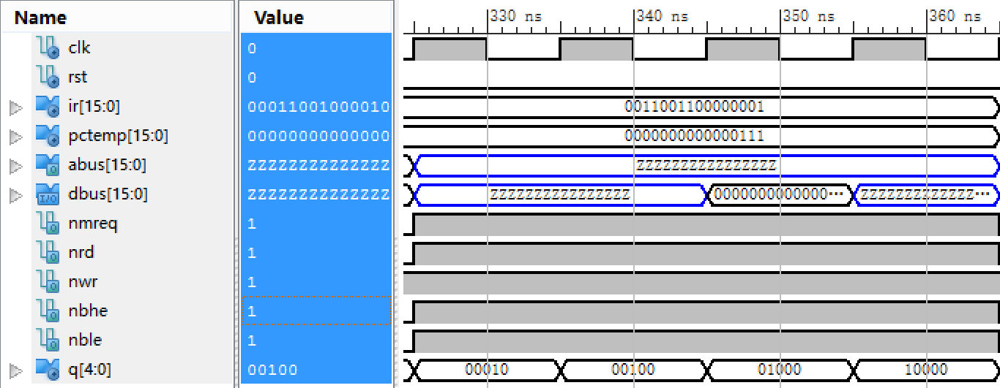 Name Value 330 ns 340 ns 350 ns 360 ns
clk 0
rst 0
ir[15:0] 00011001000010 0011001100000001
pctemp[15:0] 00000000000000 0000000000000111
abus[15:0] ZZZZZZZZZZZZZZ ZZZZZZZZZZZZZZZZ
dbus[15:0] ZZZZZZZZZZZZZZ ZZZZZZZZZZZZZZZZ 0000000000000... ZZZZZZZZZZZZZ...
nmreq 1
nrd 1
nwr 1
nbhe 1
nble 1
q[4:0] 00100 00010 00100 01000 10000